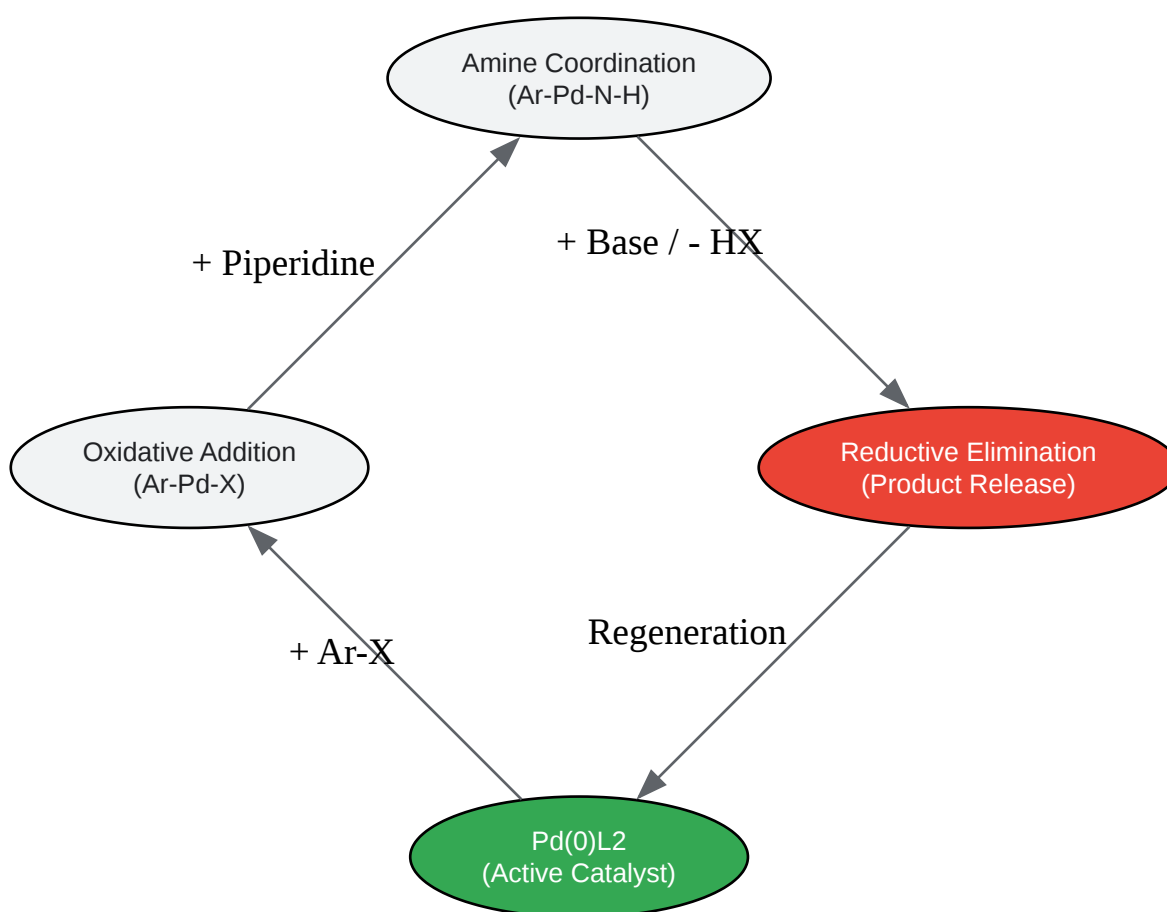 Amine Coordination
(Ar-Pd-N-H)
+ Piperidine
+ Base / - HX
Oxidative Addition
(Ar-Pd-X)
Reductive Elimination
(Product Release)
+ Ar-X
Regeneration
Pd(0)L2
(Active Catalyst)